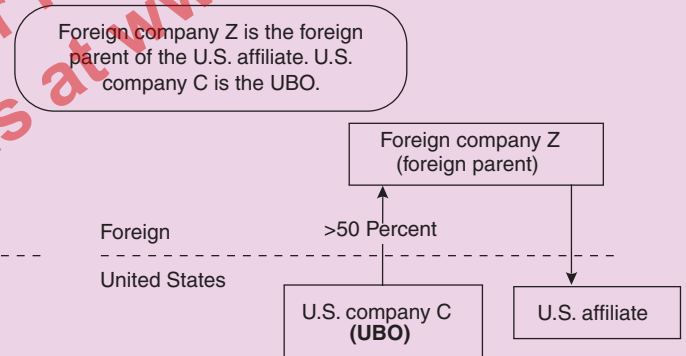 Foreign company Z is the foreign
parent of the U.S. affiliate. U.S.
company C is the UBO.
Foreign company Z
(foreign parent)
Foreign
>50 Percent
United States
U.S. company C
(UBO)
U.S. affiliate